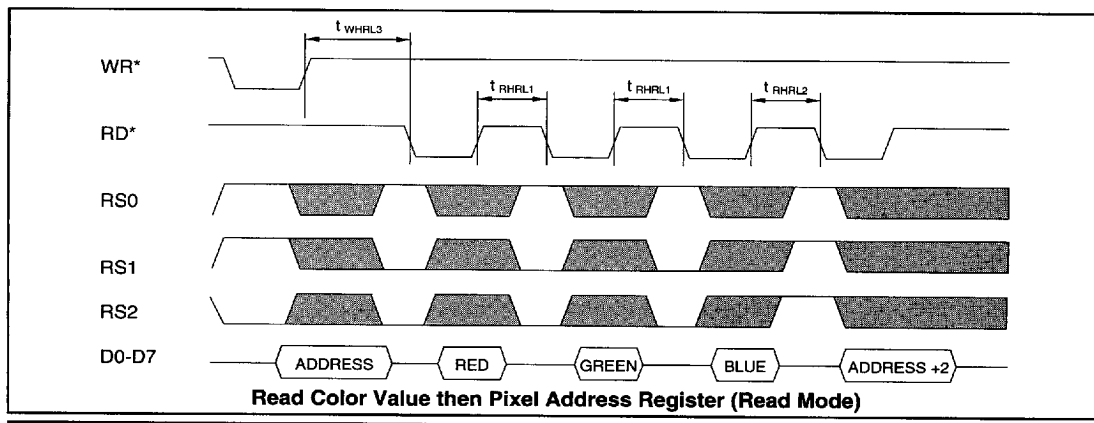 t WHRL3
WR*
t RHRL1 t RHRL1 t RHRL2
RD*
RS0
RS1
RS2
D0-D7 ADDRESS RED GREEN BLUE ADDRESS +2
Read Color Value then Pixel Address Register (Read Mode)